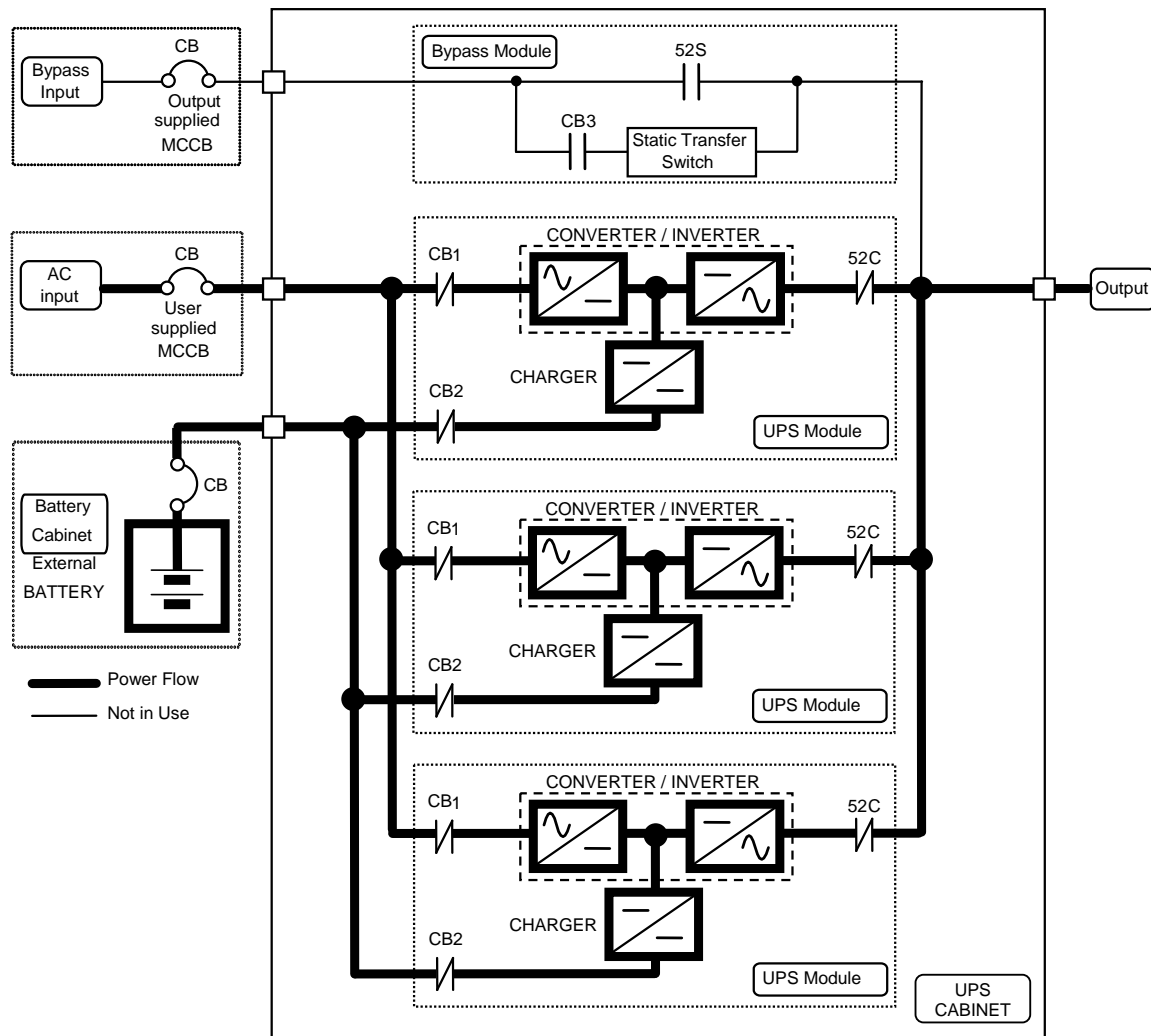 Bypass Module
52S
CB
Bypass
Input
Output
supplied
MCCB
CB3
Static Transfer
Switch
CONVERTER / INVERTER
CB1
52C
CB
AC
input
User
supplied
MCCB
Output
CHARGER
CB2
UPS Module
CB
Battery
Cabinet
External
BATTERY
CONVERTER / INVERTER
CB1
52C
CHARGER
CB2
UPS Module
Power Flow
Not in Use
CONVERTER / INVERTER
CB1
52C
CHARGER
CB2
UPS Module
UPS
CABINET